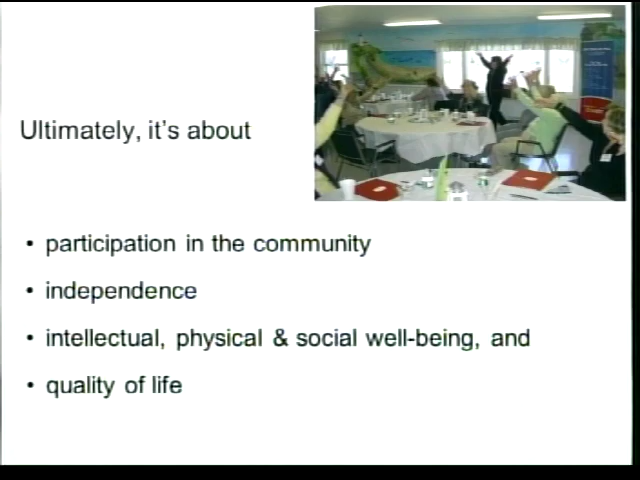 Ultimately, it's about
• participation in the community
• independence
• intellectual, physical & social well-being, and
• quality of life